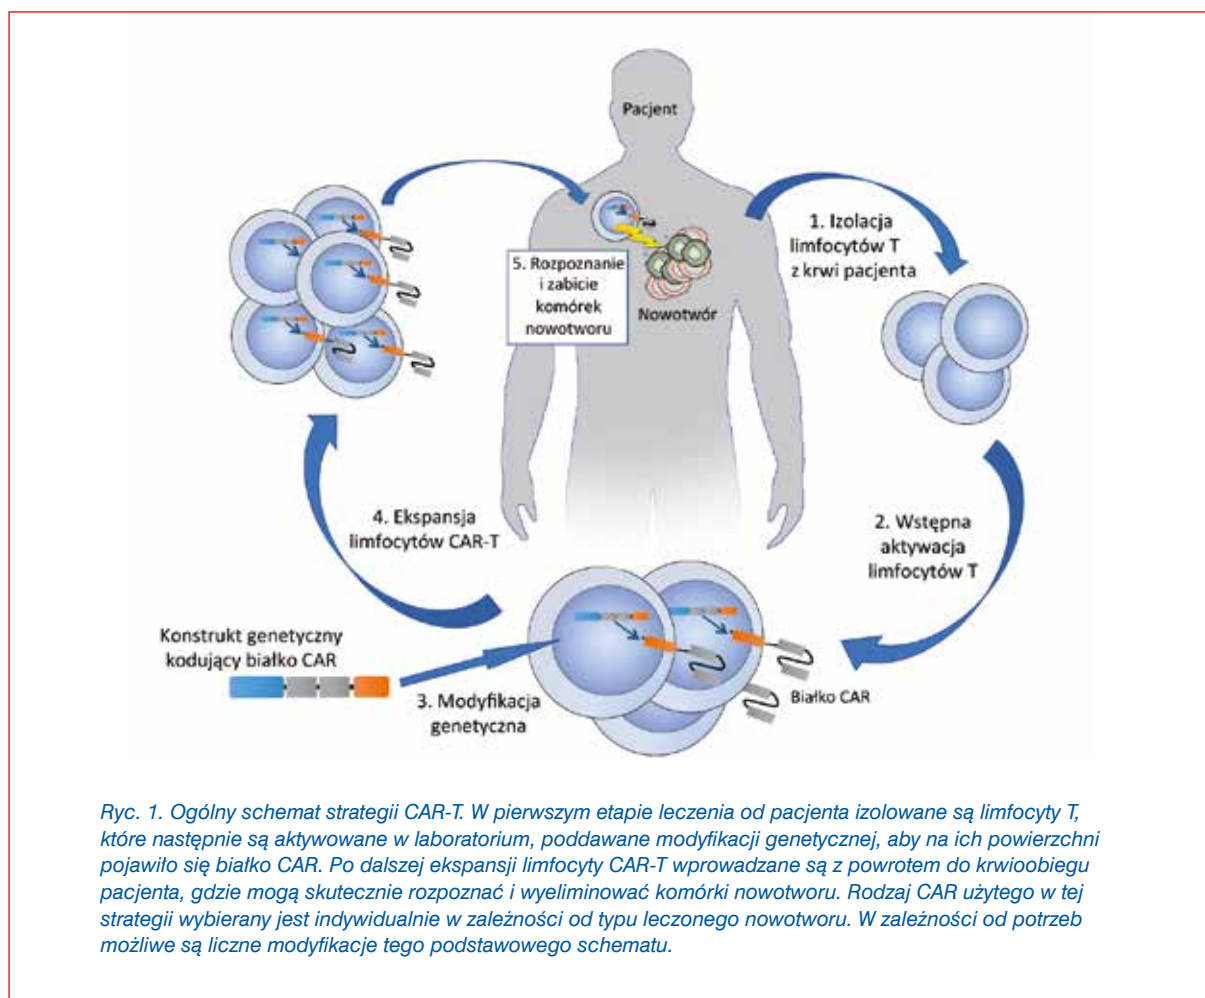 Pacjent
1. Izolacja
limfocytów T
z krwi pacjenta
5. Rozpoznanie
i zabicie
komórek
nowotworu
Nowotwór
2. Wstępna
aktywacja
limfocytów T
4. Ekspansja
limfocytów CAR-T
Konstrukt genetyczny
kodujący białko CAR
3. Modyfikacja
genetyczna
Białko CAR
Ryc. 1. Ogólny schemat strategii CAR-T. W pierwszym etapie leczenia od pacjenta izolowane są limfocyty T,
które następnie są aktywowane w laboratorium, poddawane modyfikacji genetycznej, aby na ich powierzchni
pojawiło się białko CAR. Po dalszej ekspansji limfocyty CAR-T wprowadzane są z powrotem do krwioobiegu
pacjenta, gdzie mogą skutecznie rozpoznać i wyeliminować komórki nowotworu. Rodzaj CAR użytego w tej
strategii wybierany jest indywidualnie w zależności od typu leczonego nowotworu. W zależności od potrzeb
możliwe są liczne modyfikacje tego podstawowego schematu.